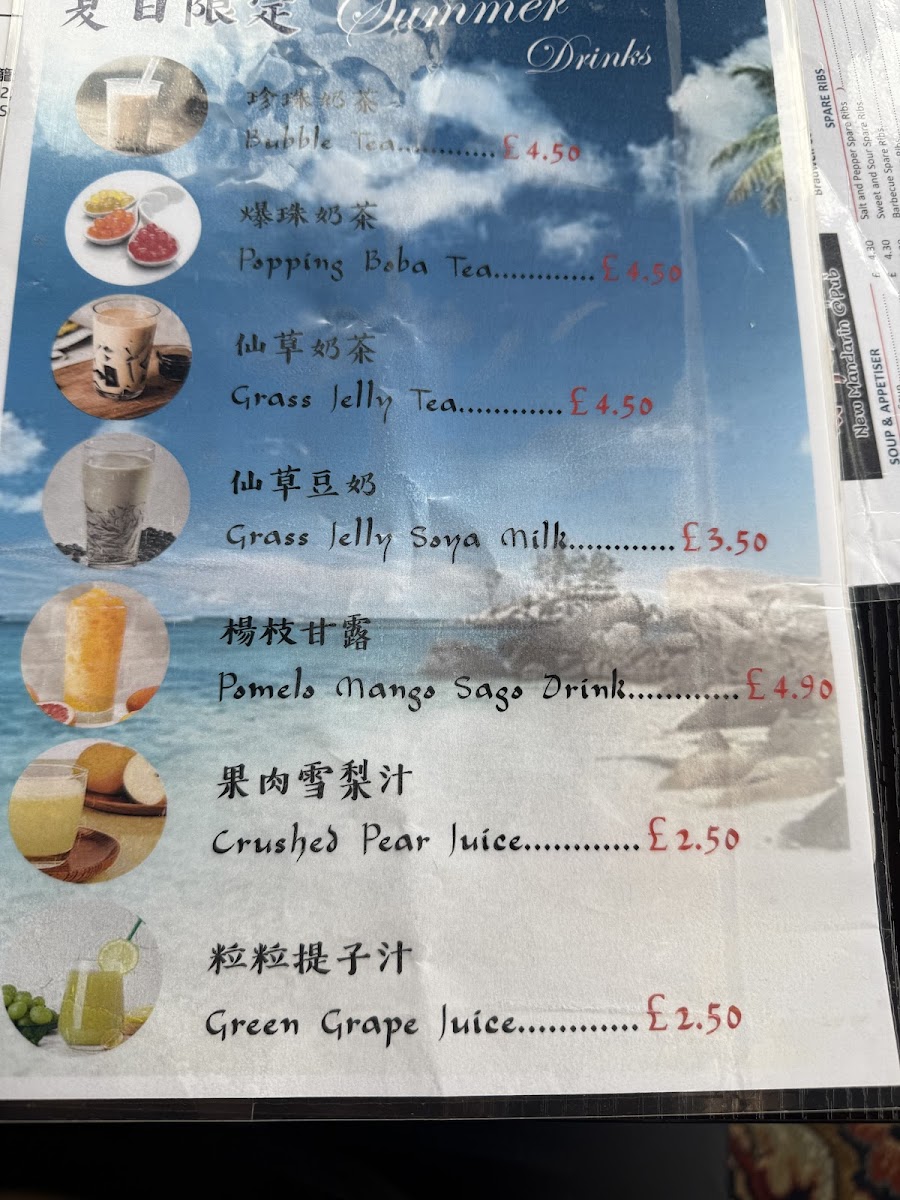 夏日限定 Summer
Drinks
珍珠奶茶
Bubble Tea............£4.50
爆珠奶茶
Popping Boba Tea............£4.50
仙草奶茶
Grass Jelly Tea............£4.50
仙草豆奶
Grass Jelly Soya Milk............£3.50
楊枝甘露
Pomelo Mango Sago Drink............£4.90
果肉雪梨汁
Crushed Pear Juice............£2.50
粒粒提子汁
Green Grape Juice............£2.50
SPARE RIBS
Salt and Pepper Spare Ribs
Sweet and Sour Spare Ribs
Barbecue Spare Ribs
New Mandarin @Pub
SOUP & APPETISER
£ 4.30
£ 4.30